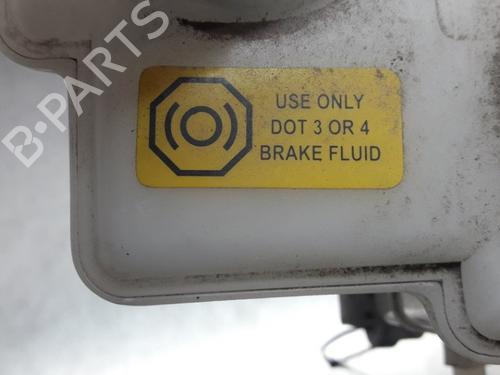 B-PARTS
USE ONLY
DOT 3 OR 4
BRAKE FLUID